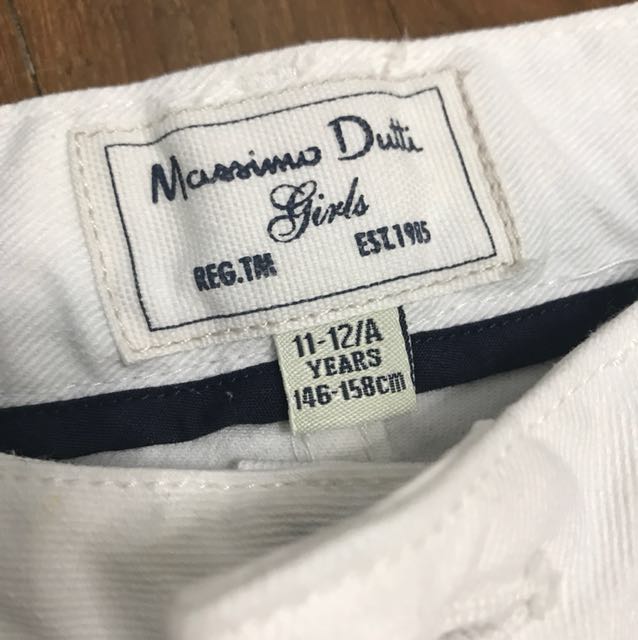 Massimo Dutti
Girls
REG.TM EST.1985
11-12/A
YEARS
146-158cm